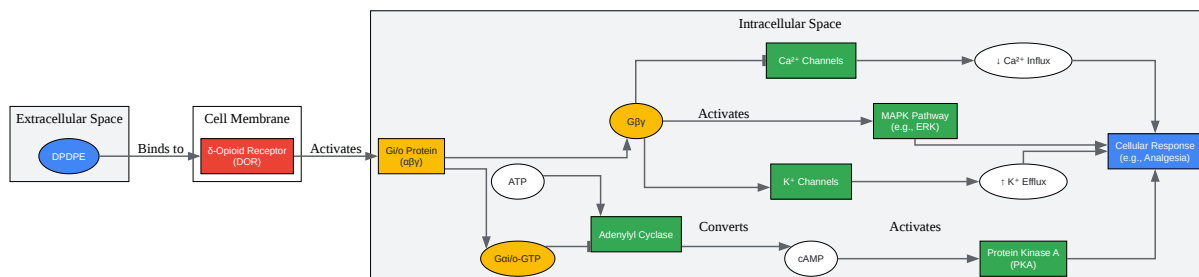 Intracellular Space
Ca²⁺ Channels
↓ Ca²⁺ Influx
Extracellular Space
Cell Membrane
DPDPE
Binds to
δ-Opioid Receptor
(DOR)
Activates
Gi/o Protein
(αβγ)
Gβγ
Activates
MAPK Pathway
(e.g., ERK)
Cellular Response
(e.g., Analgesia)
ATP
K⁺ Channels
↑ K⁺ Efflux
Gαi/o-GTP
Adenylyl Cyclase
Converts
cAMP
Activates
Protein Kinase A
(PKA)